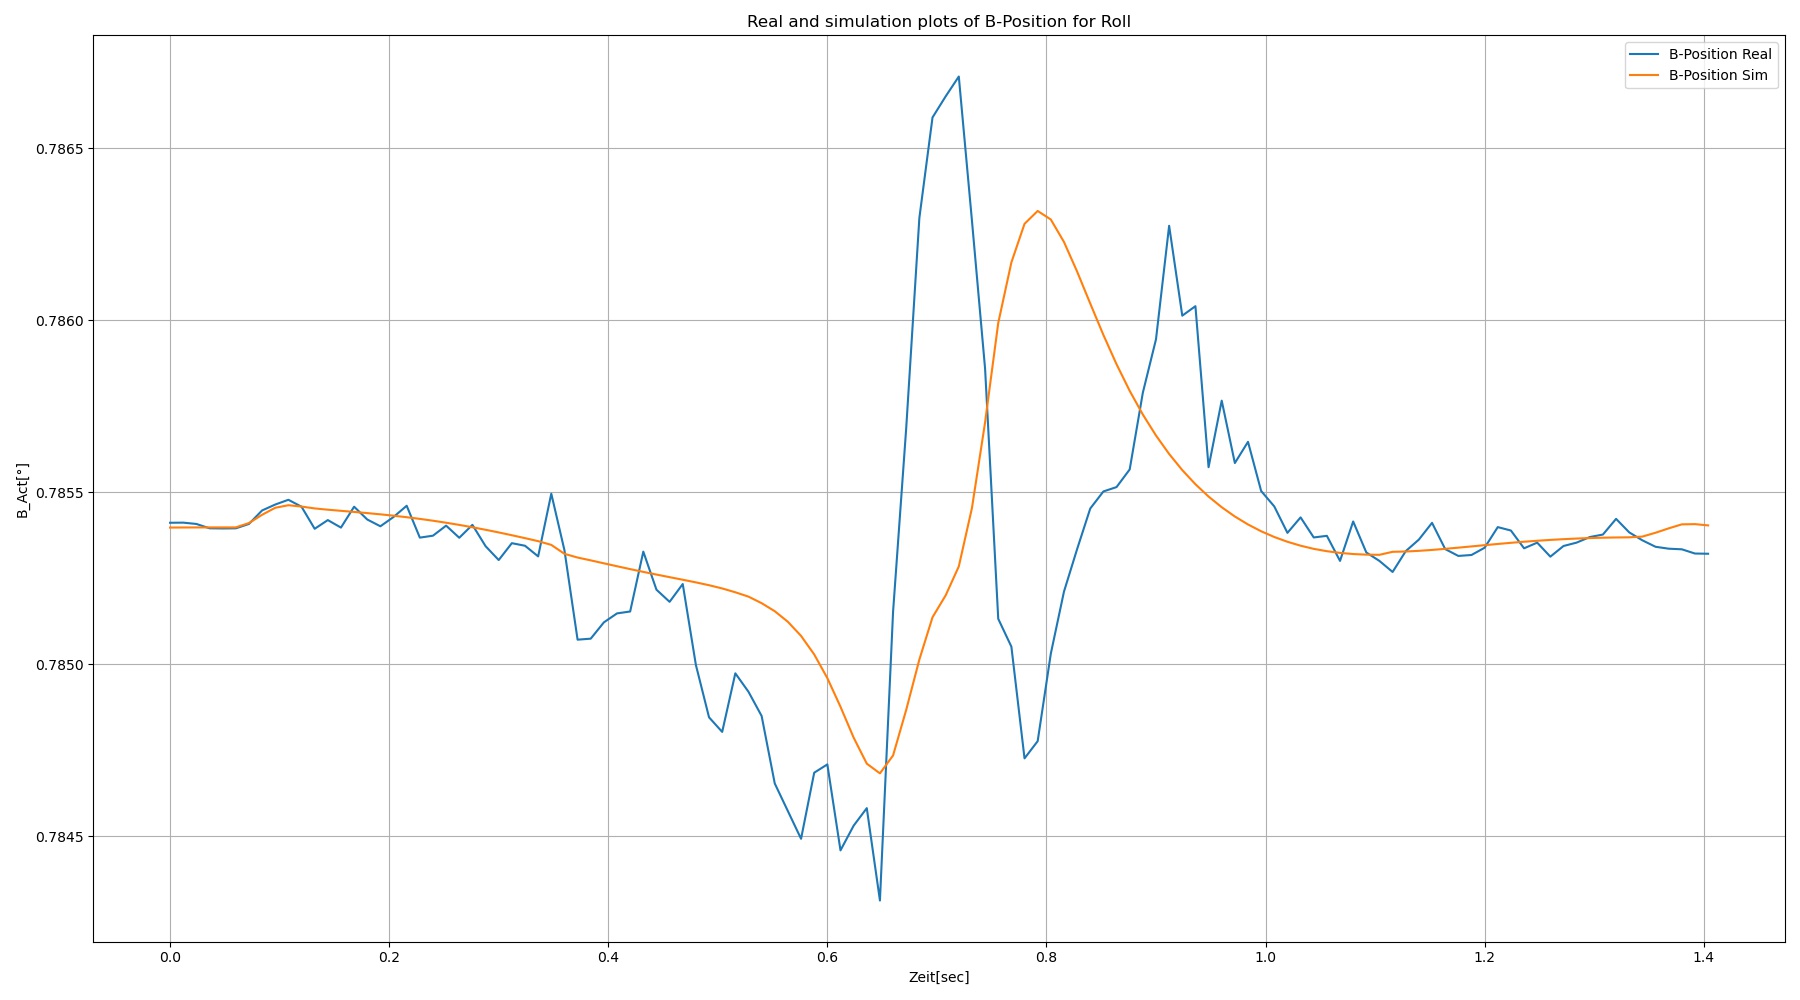 Real and simulation plots of B-Position for Roll
B-Position Real
B-Position Sim
B_Act[°]
0.7865
0.7860
0.7855
0.7850
0.7845
0.0 0.2 0.4 0.6 0.8 1.0 1.2 1.4
Zeit[sec]